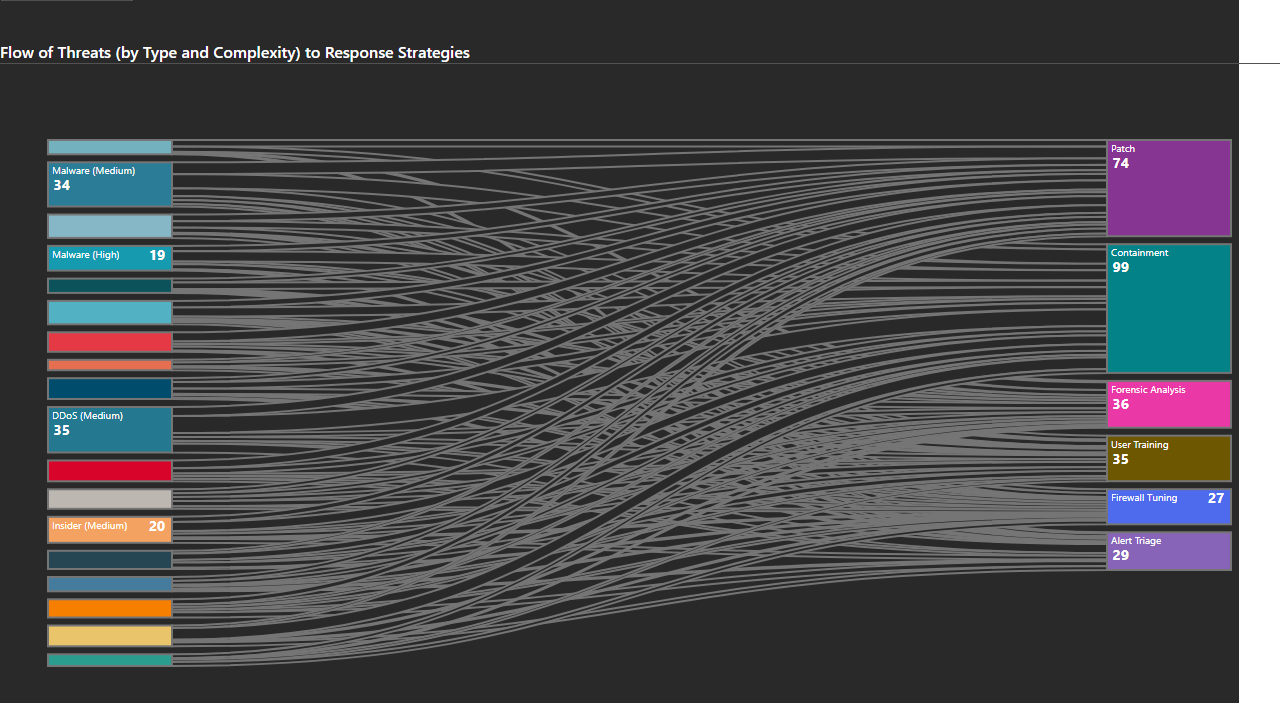 Flow of Threats (by Type and Complexity) to Response Strategies
Malware (Medium)
34
Malware (High) 19
DDoS (Medium)
35
Insider (Medium) 20
Patch
74
Containment
99
Forensic Analysis
36
User Training
35
Firewall Tuning 27
Alert Triage
29